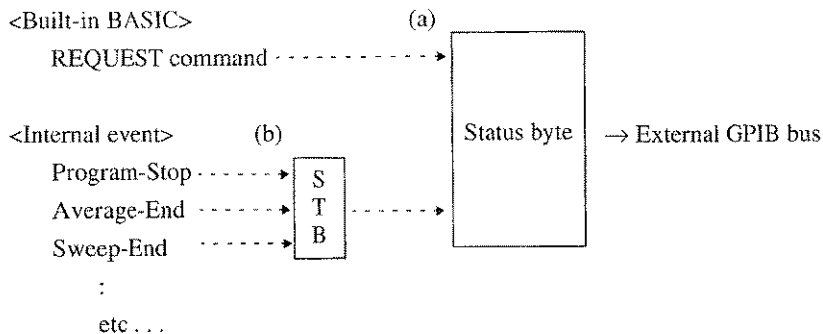 <Built-in BASIC>
(a)
REQUEST command
<Internal event>
(b)
Program-Stop
Average-End
Sweep-End
:
etc . . .
S
T
B
Status byte
→ External GPIB bus